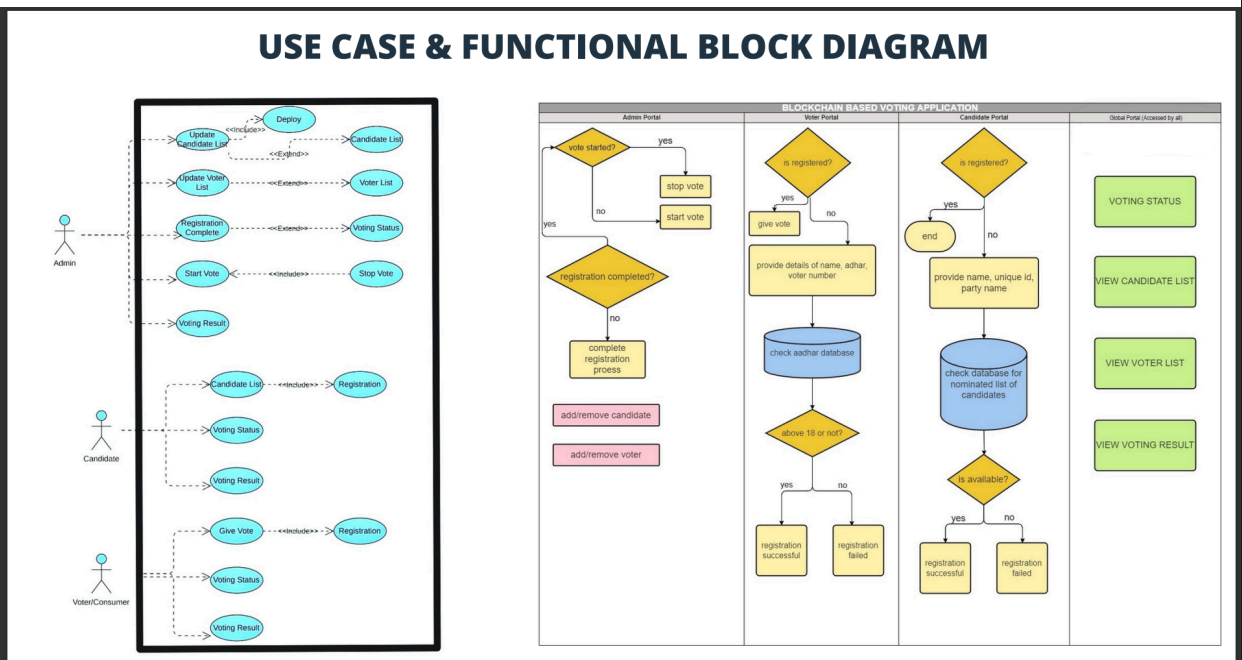 USE CASE & FUNCTIONAL BLOCK DIAGRAM
Deploy
<<Include>>
Update
Candidate List
Candidate List
<<Extend>>
Update Voter
List
<<Extend>>
Voter List
Registration
Complete
<<Extend>>
Voting Status
Admin
Start Vote
<<Include>>
Stop Vote
Voting Result
Candidate List
<<Include>>
Registration
Voting Status
Candidate
Voting Result
Give Vote
<<Include>>
Registration
Voting Status
Voter/Consumer
Voting Result
BLOCKCHAIN BASED VOTING APPLICATION
Admin Portal
vote started?
yes
stop vote
no
start vote
yes
registration completed?
no
complete
registration
proess
add/remove candidate
add/remove voter
Voter Portal
is registered?
yes
no
give vote
provide details of name, adhar,
voter number
check aadhar database
above 18 or not?
yes
no
registration
successful
registration
failed
Candidate Portal
is registered?
yes
end
no
provide name, unique id,
party name
check database for
nominated list of
candidates
is available?
yes
no
registration
successful
registration
failed
Global Portal (Accessed by all)
VOTING STATUS
VIEW CANDIDATE LIST
VIEW VOTER LIST
VIEW VOTING RESULT